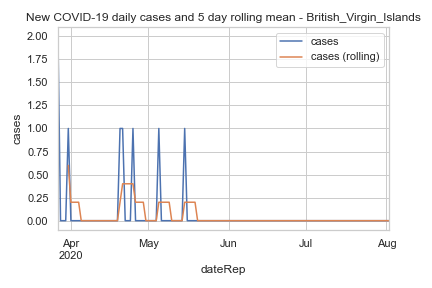 New COVID-19 daily cases and 5 day rolling mean - British_Virgin_Islands
cases
cases (rolling)
2.00
1.75
1.50
1.25
1.00
0.75
0.50
0.25
0.00
cases
Apr
2020
May
Jun
Jul
Aug
dateRep